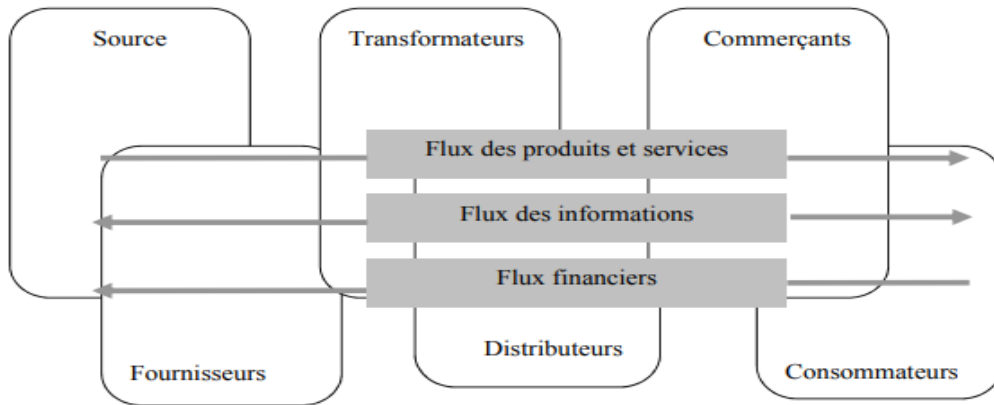 Source
Transformateurs
Commerçants
Flux des produits et services
Flux des informations
Flux financiers
Distributeurs
Fournisseurs
Consommateurs